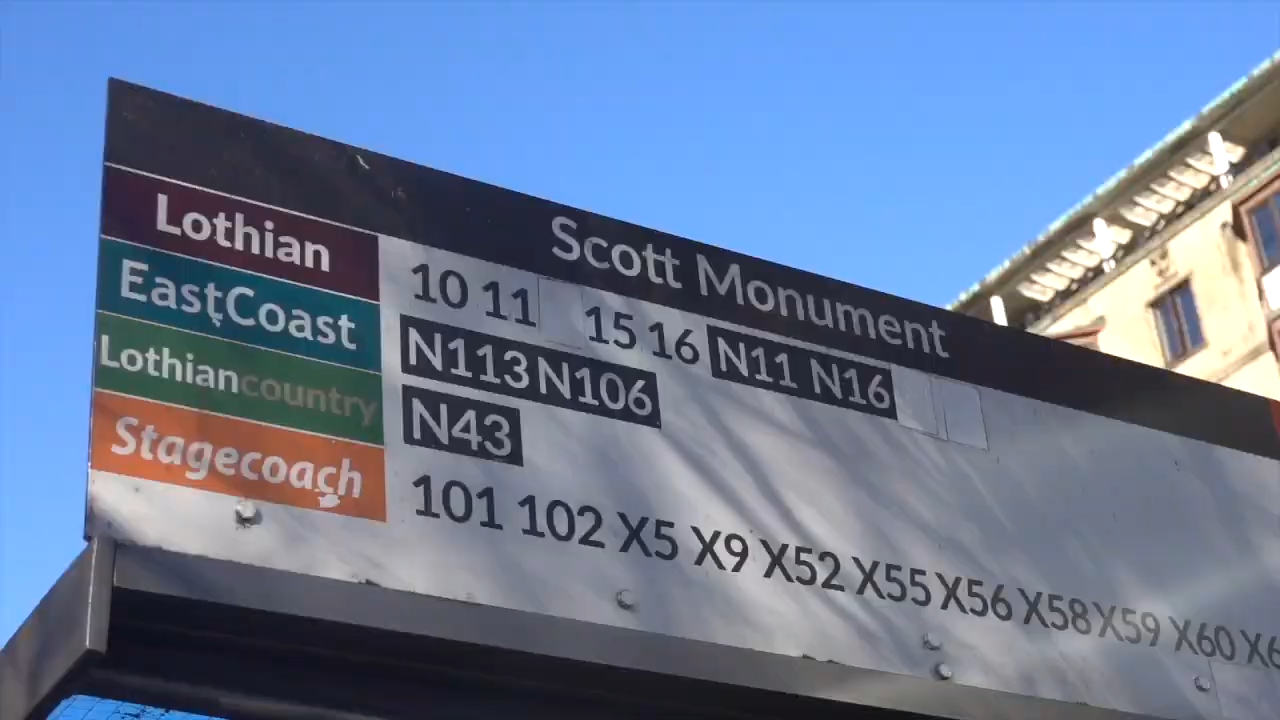 Scott Monument
Lothian 10 11 15 16 N11 N16
EastCoast N113 N106
Lothiancountry N43
Stagecoach 101 102 X5 X9 X52 X55 X56 X58 X59 X60